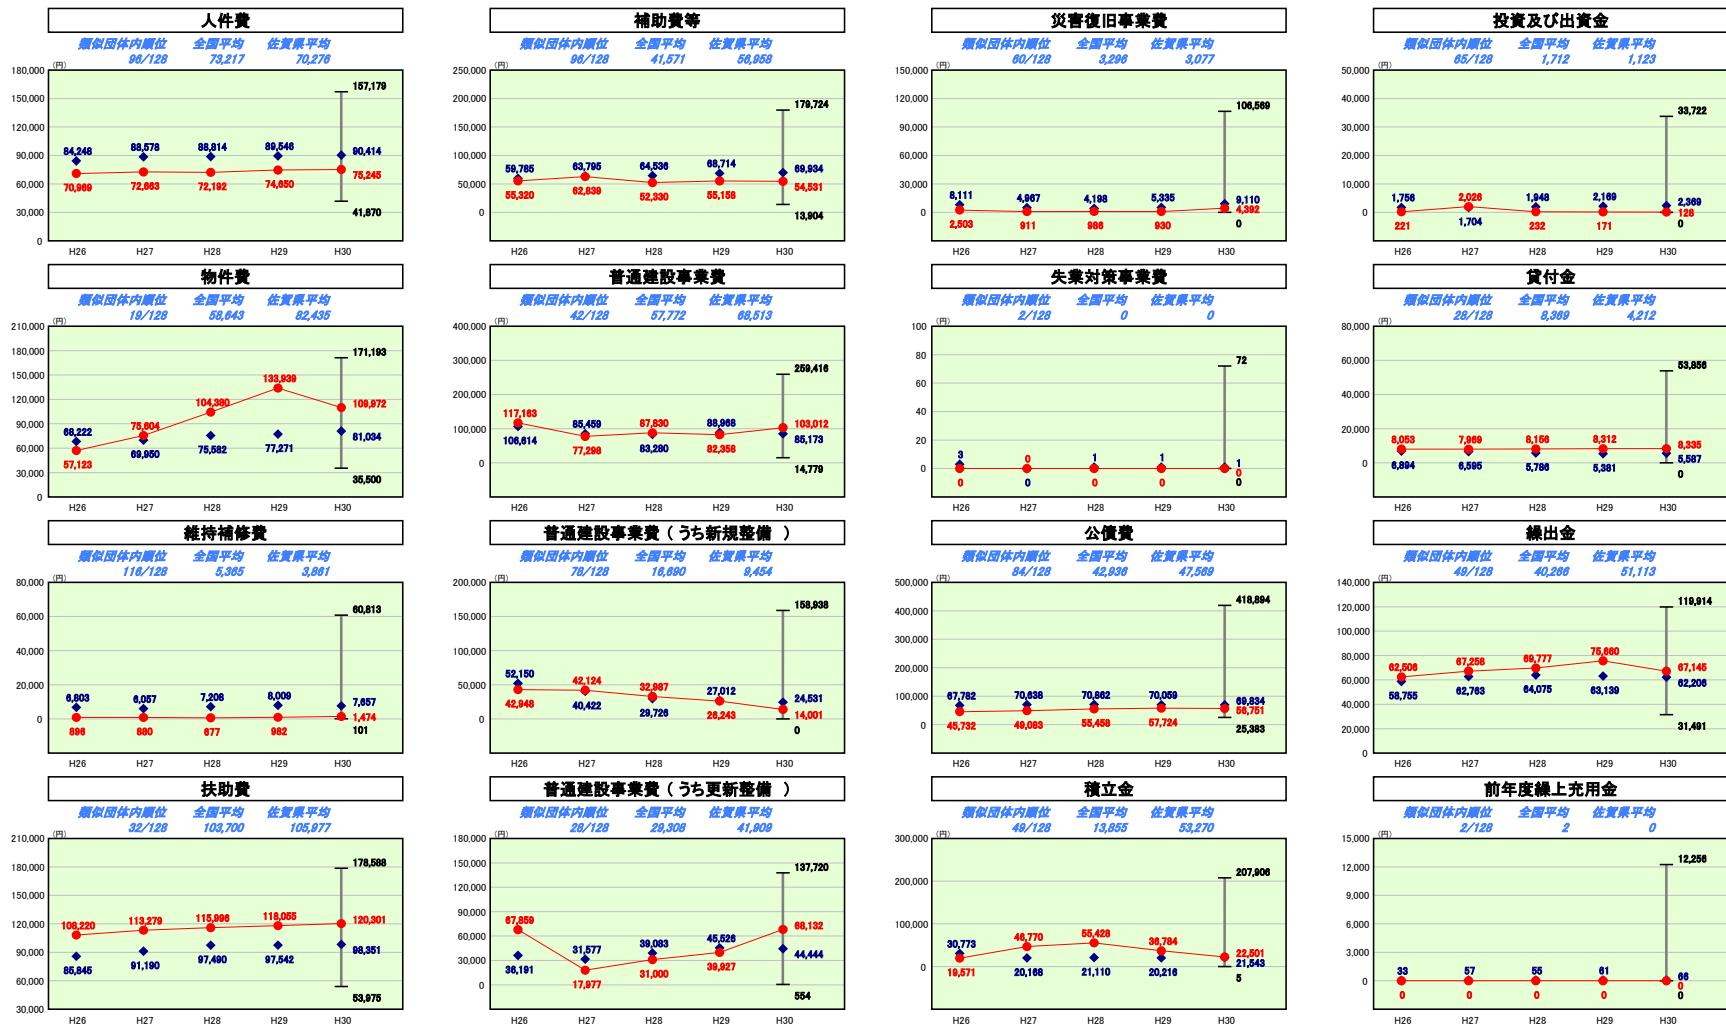 人件費
類似団体内順位 全国平均 佐賀県平均
96/128 73,217 70,276
(円)
180,000
150,000
120,000
90,000
60,000
30,000
0
157,179
84,248 88,578 88,814 89,546 90,414
70,969 72,663 72,192 74,650 75,245
41,870
H26 H27 H28 H29 H30
補助費等
類似団体内順位 全国平均 佐賀県平均
96/128 41,571 56,958
(円)
250,000
200,000
150,000
100,000
50,000
0
179,724
59,785 63,795 64,536 68,714 69,934
55,320 62,839 52,330 55,158 54,531
13,904
H26 H27 H28 H29 H30
災害復旧事業費
類似団体内順位 全国平均 佐賀県平均
60/128 3,296 3,077
(円)
150,000
120,000
90,000
60,000
30,000
0
106,569
8,111 4,967 4,198 5,335 9,110
2,503 911 986 930 4,392
0
H26 H27 H28 H29 H30
投資及び出資金
類似団体内順位 全国平均 佐賀県平均
65/128 1,712 1,123
(円)
50,000
40,000
30,000
20,000
10,000
0
33,722
1,756 2,026 1,948 2,169 2,369
221 1,704 232 171 128
0
H26 H27 H28 H29 H30
物件費
類似団体内順位 全国平均 佐賀県平均
19/128 58,643 82,435
(円)
210,000
180,000
150,000
120,000
90,000
60,000
30,000
0
171,193
68,222 75,604 104,380 133,939 109,972
57,123 69,950 75,582 77,271 81,034
35,500
H26 H27 H28 H29 H30
普通建設事業費
類似団体内順位 全国平均 佐賀県平均
42/128 57,772 68,513
(円)
400,000
300,000
200,000
100,000
0
259,416
117,163 85,459 87,830 88,968 103,012
106,614 77,298 83,280 82,358 85,173
14,779
H26 H27 H28 H29 H30
失業対策事業費
類似団体内順位 全国平均 佐賀県平均
2/128 0 0
(円)
100
80
60
40
20
0
72
3 0 1 1 1
0 0 0 0 0
0
H26 H27 H28 H29 H30
貸付金
類似団体内順位 全国平均 佐賀県平均
28/128 8,369 4,212
(円)
80,000
60,000
40,000
20,000
0
53,856
8,053 7,969 8,156 8,312 8,335
6,894 6,595 5,786 5,381 5,587
0
H26 H27 H28 H29 H30
維持補修費
類似団体内順位 全国平均 佐賀県平均
116/128 5,365 3,861
(円)
80,000
60,000
40,000
20,000
0
60,813
6,803 6,057 7,208 8,009 7,657
896 880 677 982 1,474
101
H26 H27 H28 H29 H30
普通建設事業費（うち新規整備　）
類似団体内順位 全国平均 佐賀県平均
78/128 16,690 9,454
(円)
200,000
150,000
100,000
50,000
0
158,938
52,150 42,124 32,987 27,012 24,531
42,948 40,422 29,726 26,243 14,001
0
H26 H27 H28 H29 H30
公債費
類似団体内順位 全国平均 佐賀県平均
84/128 42,936 47,569
(円)
500,000
400,000
300,000
200,000
100,000
0
418,894
67,782 70,638 70,862 70,059 69,834
45,732 49,083 55,458 57,724 56,751
25,383
H26 H27 H28 H29 H30
繰出金
類似団体内順位 全国平均 佐賀県平均
49/128 40,266 51,113
(円)
140,000
120,000
100,000
80,000
60,000
40,000
20,000
0
119,914
62,506 67,258 69,777 75,660 67,145
58,755 62,763 64,075 63,139 62,206
31,491
H26 H27 H28 H29 H30
扶助費
類似団体内順位 全国平均 佐賀県平均
32/128 103,700 105,977
(円)
210,000
180,000
150,000
120,000
90,000
60,000
30,000
178,588
108,220 113,279 115,996 118,055 120,301
85,845 91,190 97,490 97,542 98,351
53,975
H26 H27 H28 H29 H30
普通建設事業費（うち更新整備　）
類似団体内順位 全国平均 佐賀県平均
28/128 29,308 41,909
(円)
180,000
150,000
120,000
90,000
60,000
30,000
0
137,720
67,859 31,577 39,083 45,526 68,132
36,191 17,977 31,000 39,927 44,444
554
H26 H27 H28 H29 H30
積立金
類似団体内順位 全国平均 佐賀県平均
49/128 13,855 53,270
(円)
300,000
200,000
100,000
0
207,906
30,773 46,770 55,428 36,784 22,501
19,571 20,168 21,110 20,216 21,543
5
H26 H27 H28 H29 H30
前年度繰上充用金
類似団体内順位 全国平均 佐賀県平均
2/128 2 0
(円)
15,000
12,000
9,000
6,000
3,000
0
12,256
33 57 55 61 66
0 0 0 0 0
0
H26 H27 H28 H29 H30